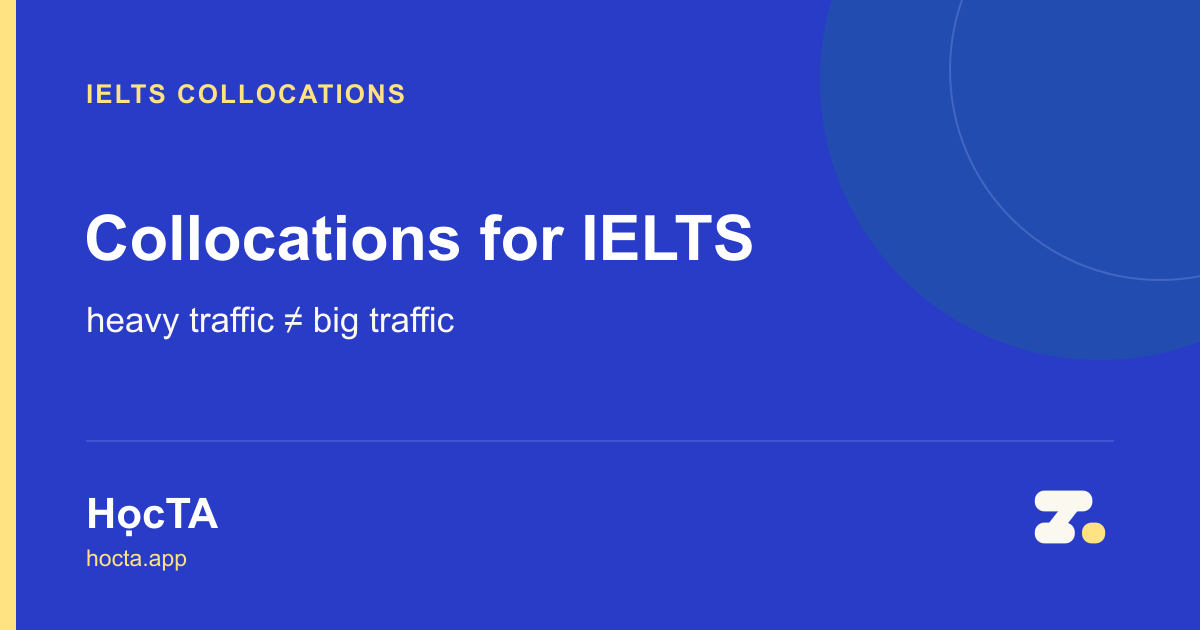 IELTS COLLOCATIONS
Collocations for IELTS
heavy traffic ≠ big traffic
HọcTA
hocta.app